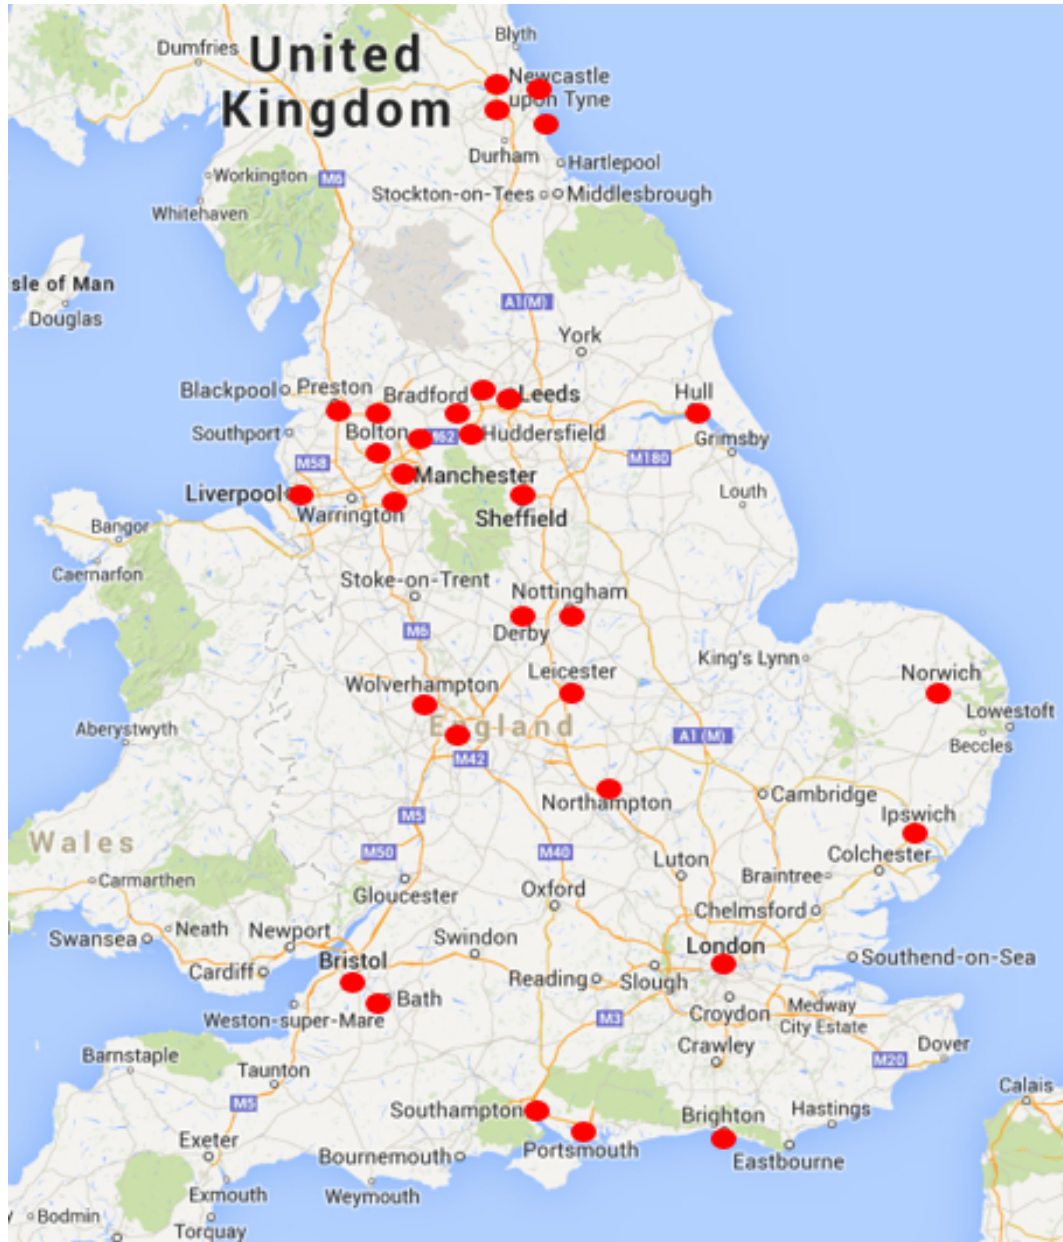 Blyth
Dumfries
United
Kingdom
Newcastle
upon Tyne
Durham
Hartlepool
Workington
M6
Stockton-on-Tees
Middlesbrough
Whitehaven
sle of Man
Douglas
A1(M)
York
Blackpool
Preston
Bradford
Leeds
Hull
Southport
Bolton
M62
Huddersfield
Grimsby
M58
M180
Manchester
Liverpool
Louth
Warrington
Sheffield
Bangor
Caernarfon
Stoke-on-Trent
Nottingham
M6
Derby
King's Lynn
Leicester
Norwich
Wolverhampton
Lowestoft
England
Aberystwyth
A1 (M)
Beccles
M42
Cambridge
Northampton
M5
Ipswich
Wales
M50
M40
Luton
Colchester
Carmarthen
Gloucester
Oxford
Braintree
Chelmsford
Neath
Newport
Swindon
Swansea
London
Bristol
Southend-on-Sea
Cardiff
Reading
Slough
Bath
Medway
Weston-super-Mare
Croydon
City Estate
M3
Barnstaple
Crawley
Dover
M20
Taunton
Calais
M5
Southampton
Brighton
Hastings
Exeter
Portsmouth
Bournemouth
Eastbourne
Exmouth
Weymouth
Bodmin
Torquay